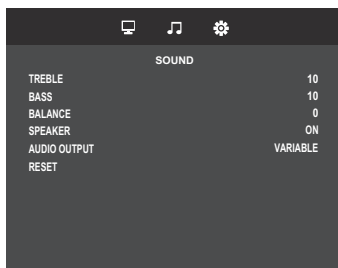 SOUND
TREBLE 10
BASS 10
BALANCE 0
SPEAKER ON
AUDIO OUTPUT VARIABLE
RESET